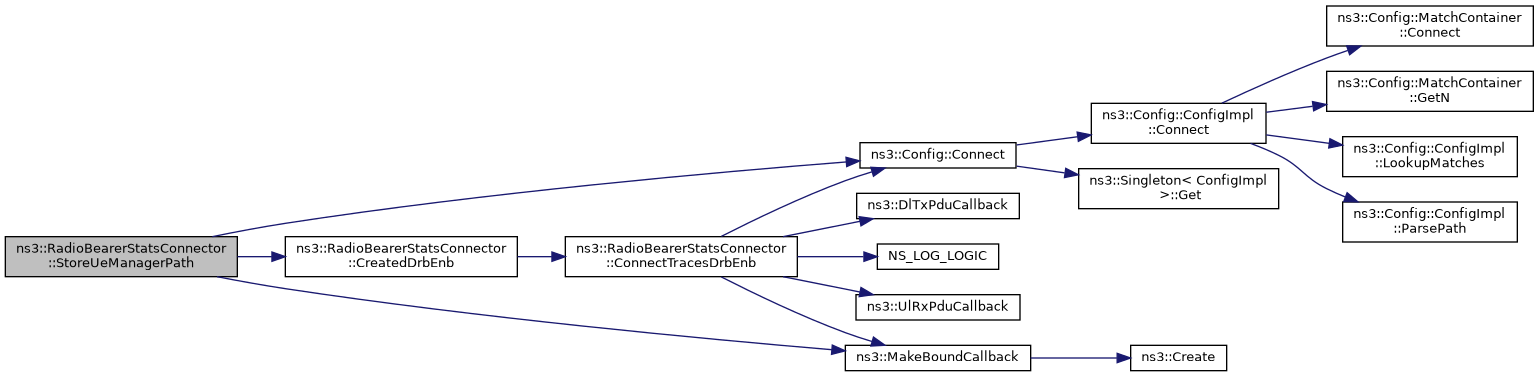 ns3::RadioBearerStatsConnector
::StoreUeManagerPath
ns3::RadioBearerStatsConnector
::CreatedDrbEnb
ns3::RadioBearerStatsConnector
::ConnectTracesDrbEnb
ns3::Config::Connect
ns3::DlTxPduCallback
NS_LOG_LOGIC
ns3::UlRxPduCallback
ns3::MakeBoundCallback
ns3::Config::ConfigImpl
::Connect
ns3::Singleton< ConfigImpl
>::Get
ns3::Create
ns3::Config::MatchContainer
::Connect
ns3::Config::MatchContainer
::GetN
ns3::Config::ConfigImpl
::LookupMatches
ns3::Config::ConfigImpl
::ParsePath